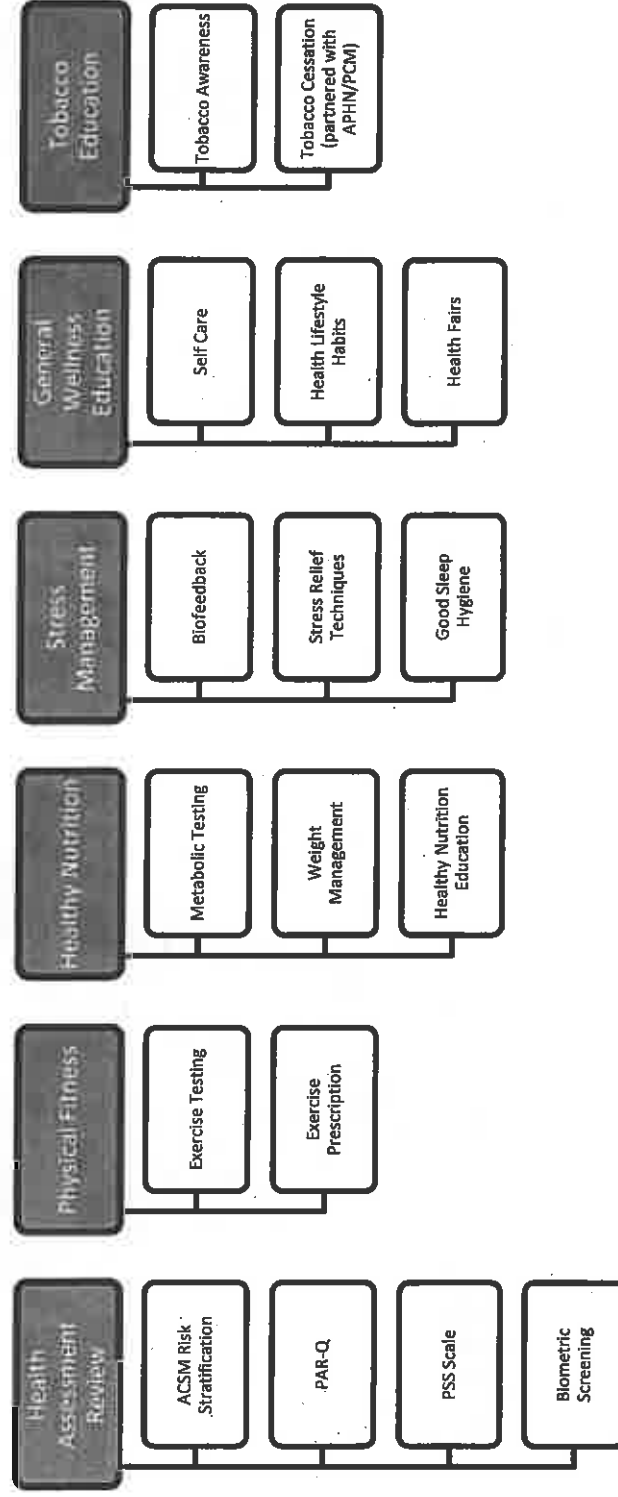 Health
Assessment
Review
ACSM Risk
Stratification
PAR-Q
PSS Scale
Biometric
Screening
Physical Fitness
Exercise Testing
Exercise
Prescription
Healthy Nutrition
Metabolic Testing
Weight
Management
Healthy Nutrition
Education
Stress
Management
Biofeedback
Stress Relief
Techniques
Good Sleep
Hygiene
General
Wellness
Education
Self Care
Health Lifestyle
Habits
Health Fairs
Tobacco
Education
Tobacco Awareness
Tobacco Cessation
(partnered with
APHN/PCM)